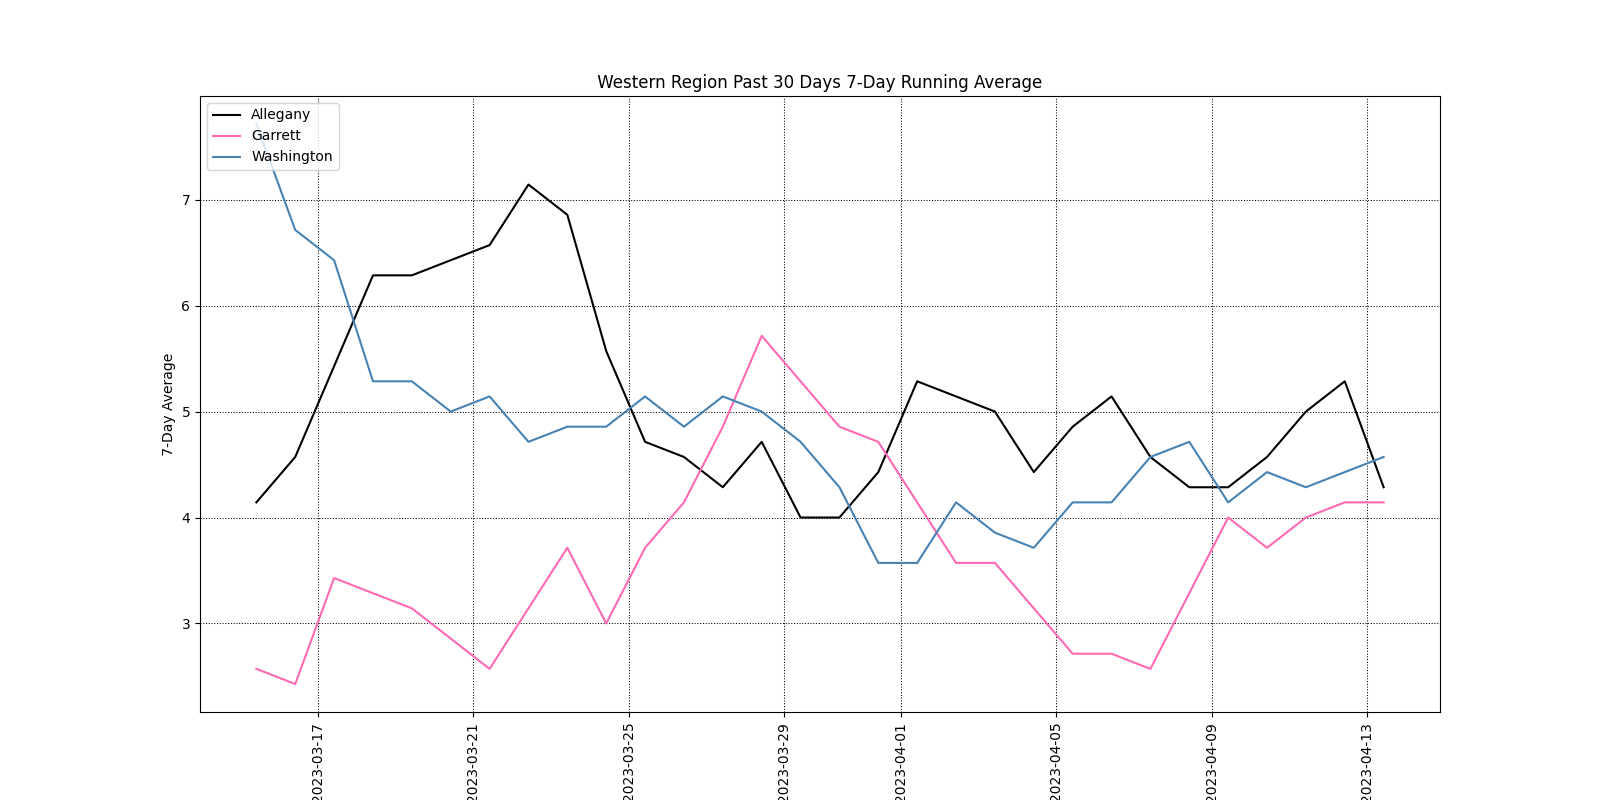 Western Region Past 30 Days 7-Day Running Average
Allegany
Garrett
Washington
7-Day Average
7
6
5
4
3
2023-03-17
2023-03-21
2023-03-25
2023-03-29
2023-04-01
2023-04-05
2023-04-09
2023-04-13